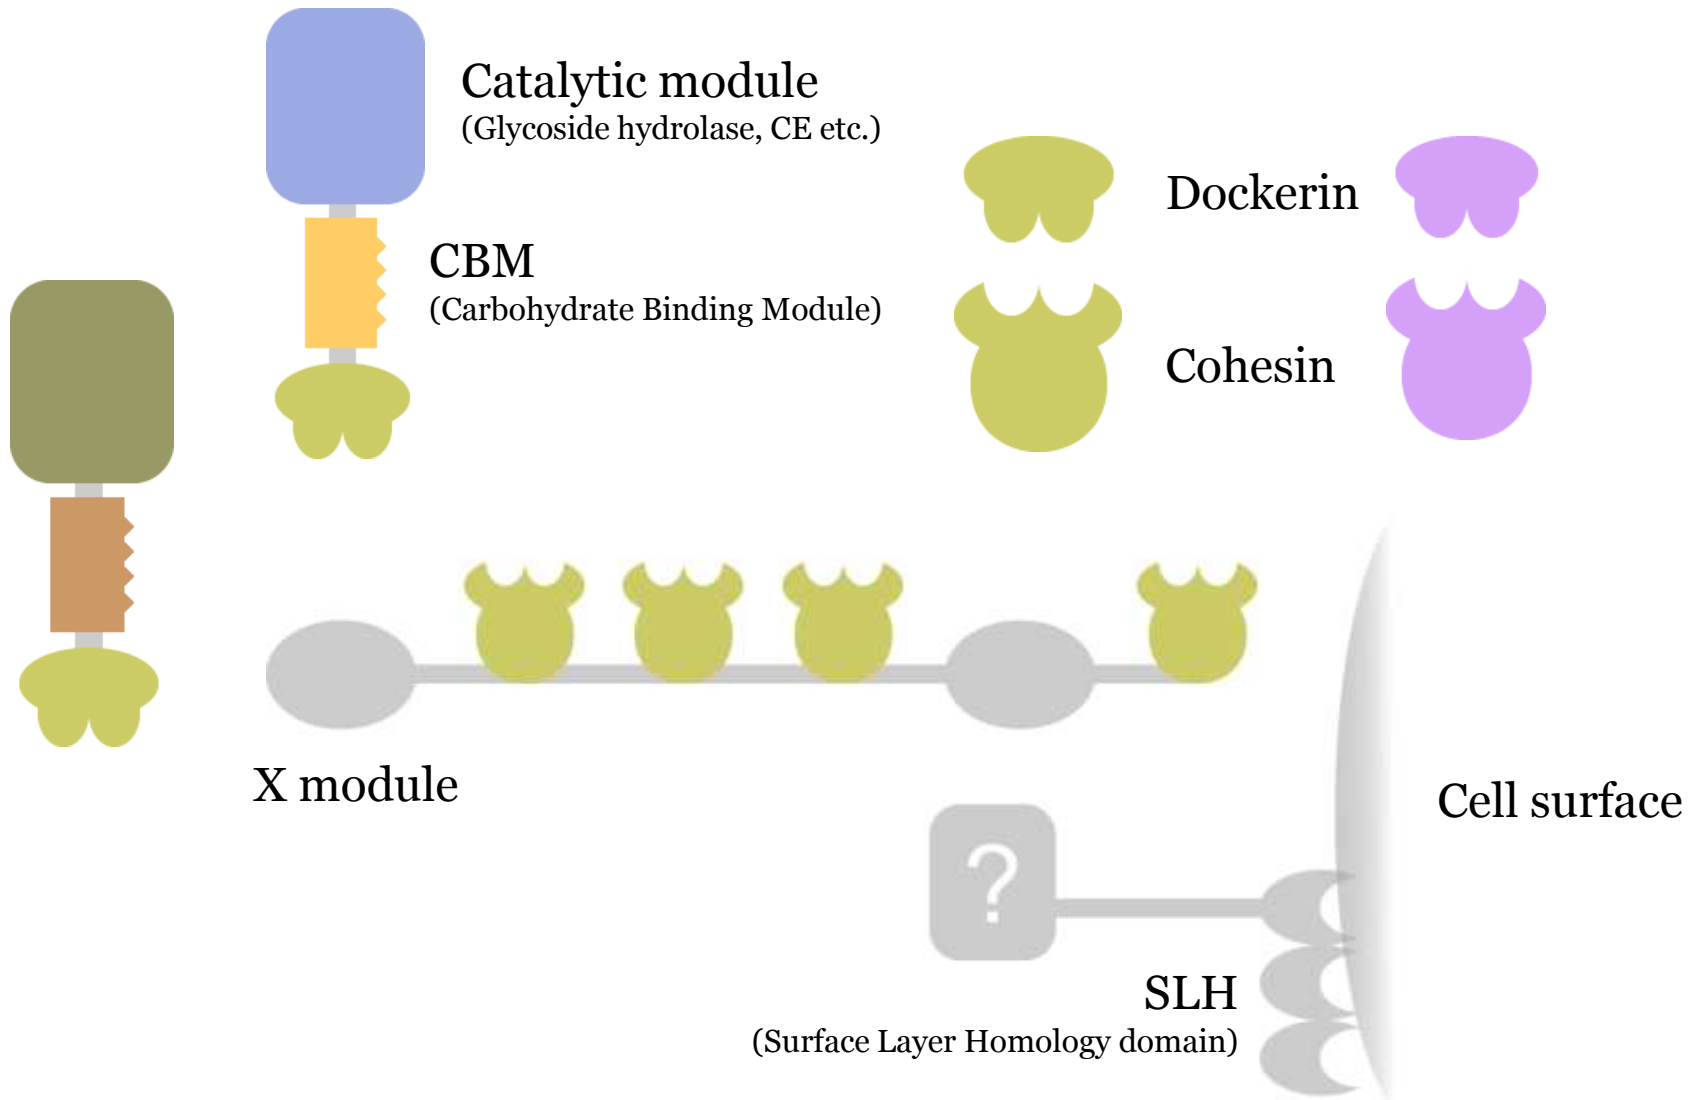 Catalytic module
(Glycoside hydrolase, CE etc.)
Dockerin
CBM
(Carbohydrate Binding Module)
Cohesin
X module
Cell surface
?
SLH
(Surface Layer Homology domain)